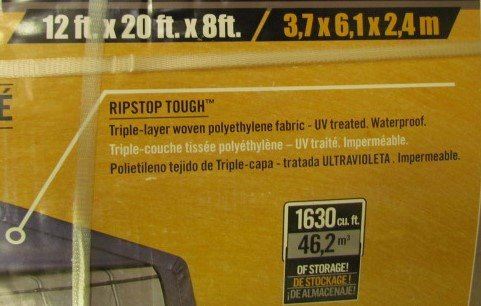 12 ft. x 20 ft. x 8ft. / 3,7 x 6,1 x 2,4 m
É
RIPSTOP TOUGH™
Triple-layer woven polyethylene fabric - UV treated. Waterproof.
Triple-couche tissée polyéthylène – UV traité. Imperméable.
Polietileno tejido de Triple-capa - tratada ULTRAVIOLETA . Impermeable.
1630 cu. ft.
46,2 m³
OF STORAGE!
DE STOCKAGE !
¡DE ALMACENAJE!